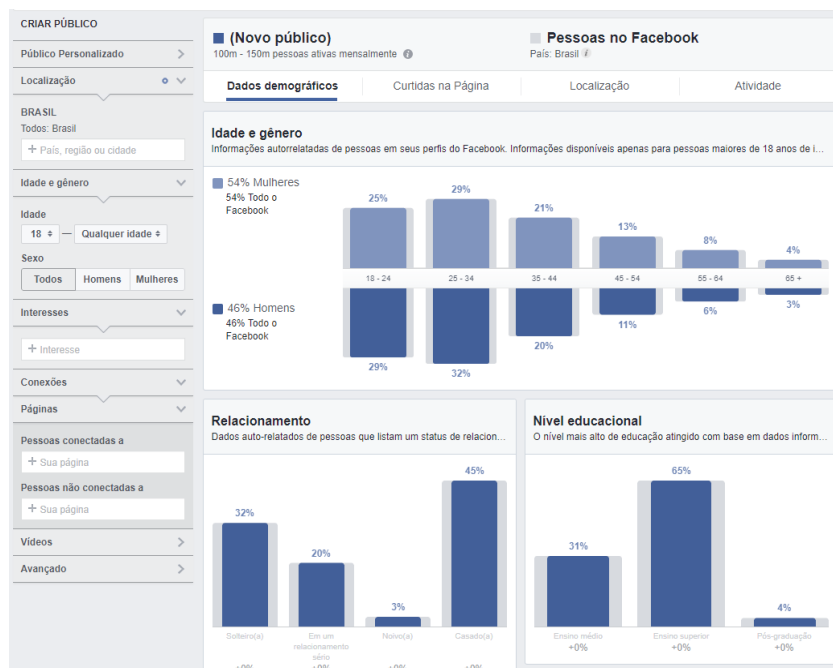 CRIAR PÚBLICO
Público Personalizado
Localização
BRASIL
Todos: Brasil
+ País, região ou cidade
Idade e gênero
Idade
18 — Qualquer idade
Sexo
Todos Homens Mulheres
Interesses
+ Interesse
Conexões
Páginas
Pessoas conectadas a
+ Sua página
Pessoas não conectadas a
+ Sua página
Vídeos
Avançado
(Novo público)
100m - 150m pessoas ativas mensalmente i
Pessoas no Facebook
País: Brasil i
Dados demográficos Curtidas na Página Localização Atividade
Idade e gênero
Informações autorrelatadas de pessoas em seus perfis do Facebook. Informações disponíveis apenas para pessoas maiores de 18 anos de i...
54% Mulheres
54% Todo o
Facebook
25% 29% 21% 13% 8% 4%
18 - 24 25 - 34 35 - 44 45 - 54 55 - 64 65 +
46% Homens
46% Todo o
Facebook
29% 32% 20% 11% 6% 3%
Relacionamento
Dados auto-relatados de pessoas que listam um status de relacion...
32% 20% 3% 45%
Solteiro(a) Em um Noivo(a) Casado(a)
relacionamento
sério
+0% +0% +0% +0%
Nível educacional
O nível mais alto de educação atingido com base em dados inform...
31% 65% 4%
Ensino médio Ensino superior Pós-graduação
+0% +0% +0%